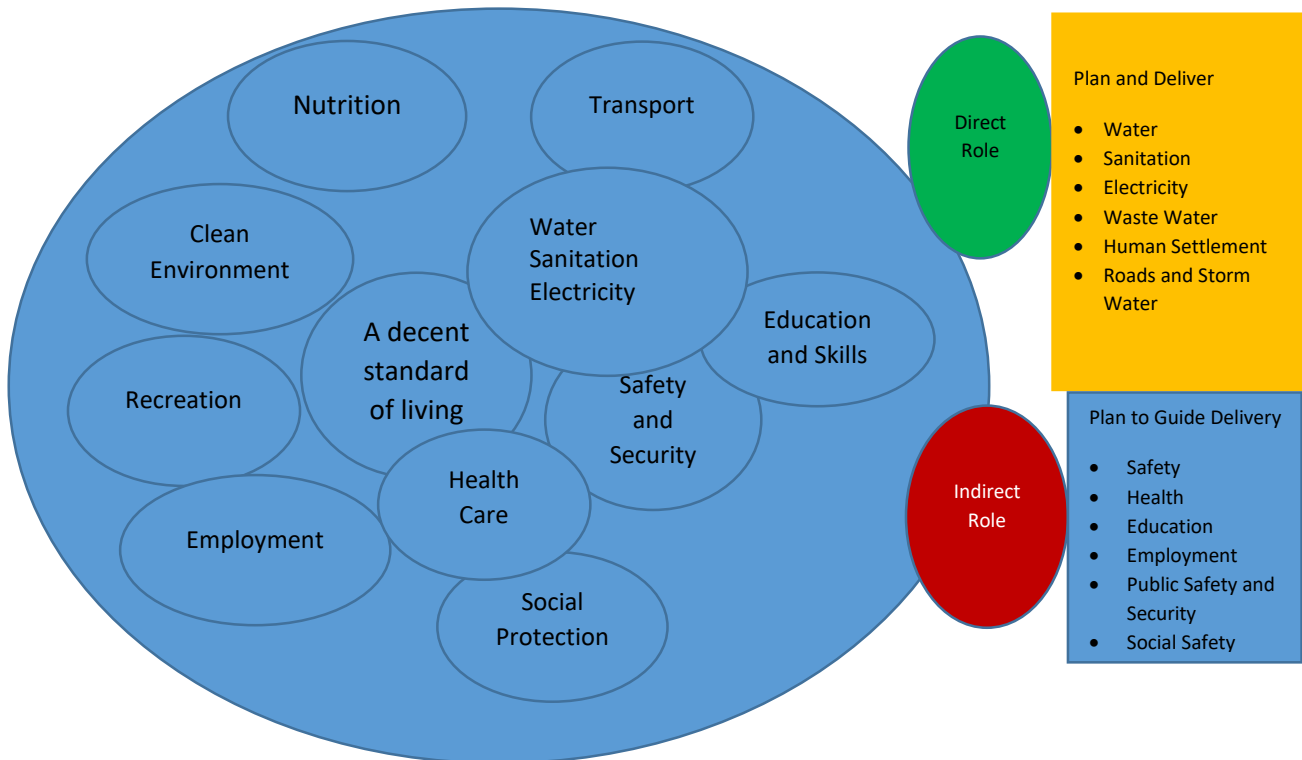 Nutrition
Transport
Clean
Environment
Water
Sanitation
Electricity
A decent
standard
of living
Education
and Skills
Recreation
Safety
and
Security
Health
Care
Employment
Social
Protection
Direct
Role
Plan and Deliver
• Water
• Sanitation
• Electricity
• Waste Water
• Human Settlement
• Roads and Storm
Water
Indirect
Role
Plan to Guide Delivery
• Safety
• Health
• Education
• Employment
• Public Safety and
Security
• Social Safety